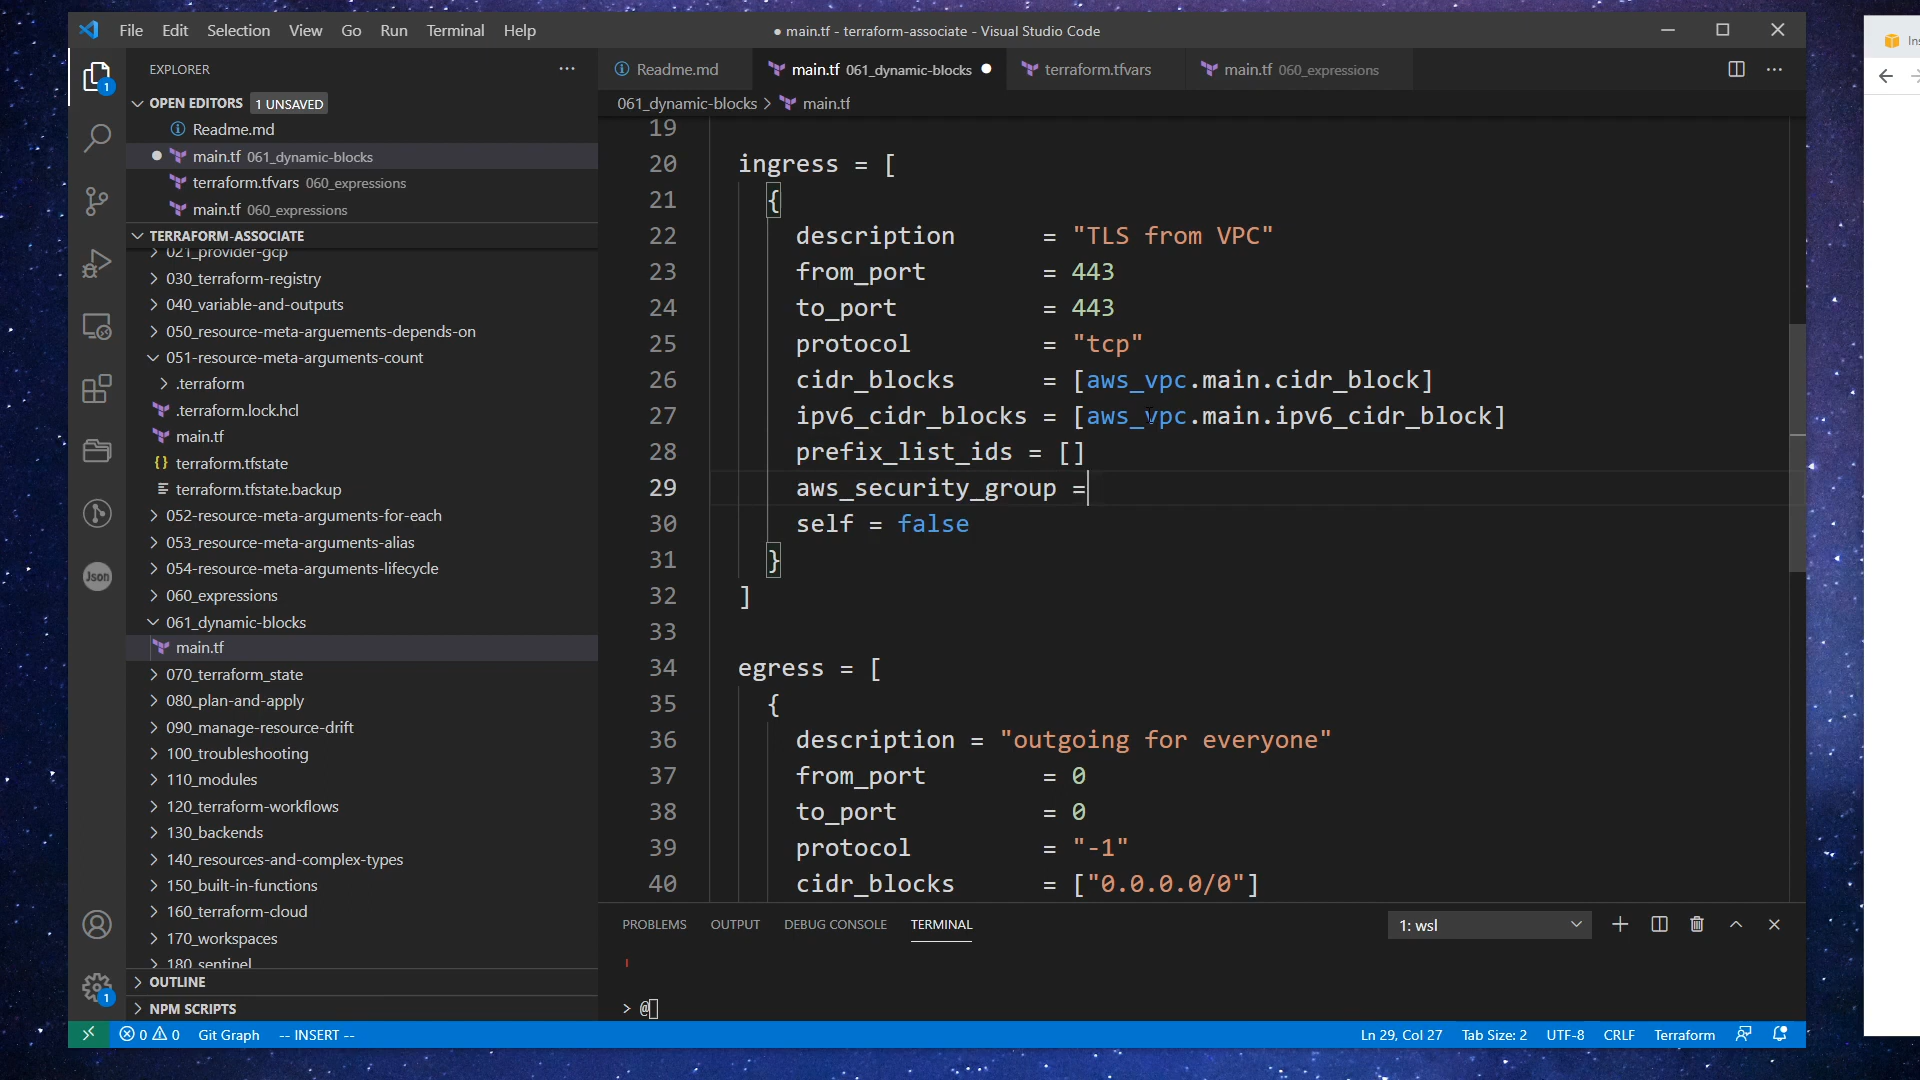 File Edit Selection View Go Run Terminal Help
● main.tf - terraform-associate - Visual Studio Code
EXPLORER
OPEN EDITORS 1 UNSAVED
Readme.md
main.tf 061_dynamic-blocks
terraform.tfvars 060_expressions
main.tf 060_expressions
TERRAFORM-ASSOCIATE
021_provider-gcp
030_terraform-registry
040_variable-and-outputs
050_resource-meta-arguements-depends-on
051-resource-meta-arguments-count
.terraform
.terraform.lock.hcl
main.tf
terraform.tfstate
terraform.tfstate.backup
052-resource-meta-arguments-for-each
053_resource-meta-arguments-alias
054-resource-meta-arguments-lifecycle
060_expressions
061_dynamic-blocks
main.tf
070_terraform_state
080_plan-and-apply
090_manage-resource-drift
100_troubleshooting
110_modules
120_terraform-workflows
130_backends
140_resources-and-complex-types
150_built-in-functions
160_terraform-cloud
170_workspaces
180_sentinel
OUTLINE
NPM SCRIPTS
1
Json
1
Readme.md main.tf 061_dynamic-blocks terraform.tfvars main.tf 060_expressions
061_dynamic-blocks > main.tf
19
20 ingress = [
21 {
22 description = "TLS from VPC"
23 from_port = 443
24 to_port = 443
25 protocol = "tcp"
26 cidr_blocks = [aws_vpc.main.cidr_block]
27 ipv6_cidr_blocks = [aws_vpc.main.ipv6_cidr_block]
28 prefix_list_ids = []
29 aws_security_group =
30 self = false
31 }
32 ]
33
34 egress = [
35 {
36 description = "outgoing for everyone"
37 from_port = 0
38 to_port = 0
39 protocol = "-1"
40 cidr_blocks = ["0.0.0.0/0"]
PROBLEMS OUTPUT DEBUG CONSOLE TERMINAL
1: wsl
> @
0 0 Git Graph -- INSERT --
Ln 29, Col 27 Tab Size: 2 UTF-8 CRLF Terraform
Ins